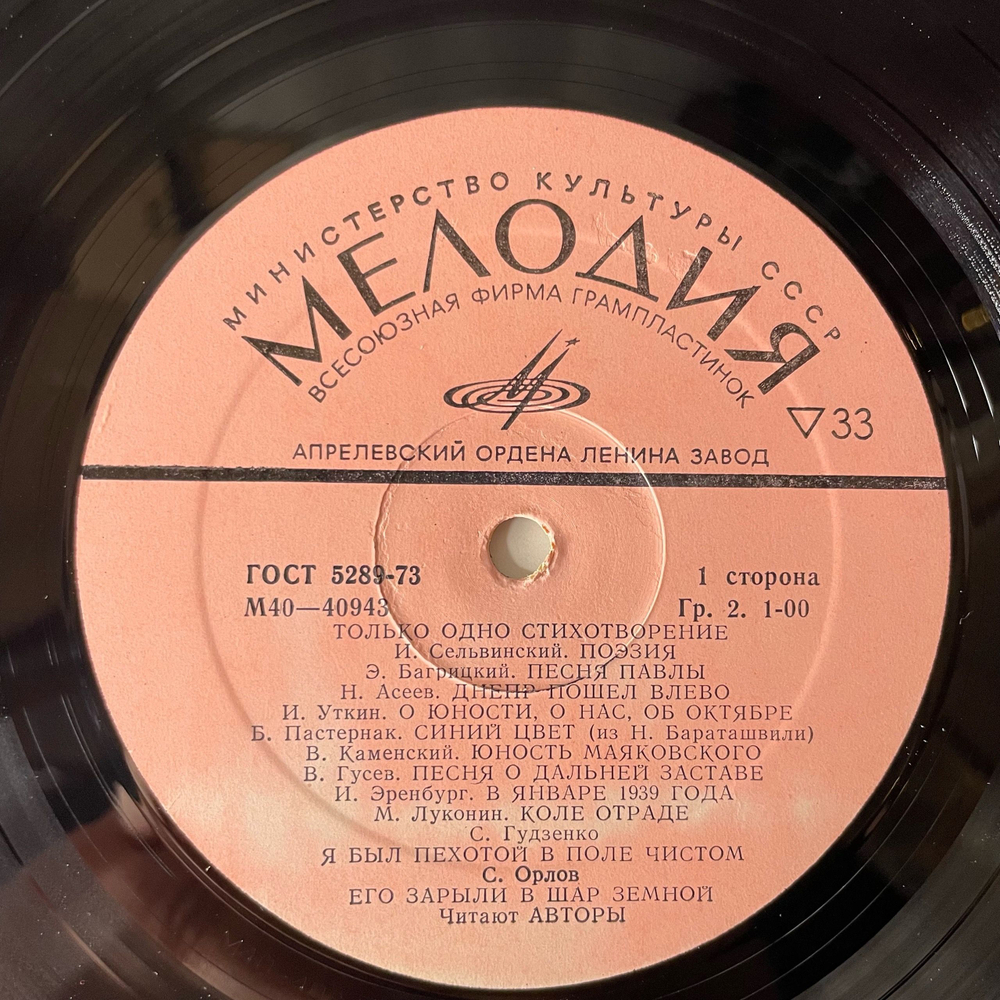 МИНИСТЕРСТВО КУЛЬТУРЫ СССР
МЕЛОДИЯ
ВСЕСОЮЗНАЯ ФИРМА ГРАМПЛАСТИНОК
33
АПРЕЛЕВСКИЙ ОРДЕНА ЛЕНИНА ЗАВОД
ГОСТ 5289-73 1 сторона
М40—40943 Гр. 2. 1-00
ТОЛЬКО ОДНО СТИХОТВОРЕНИЕ
И. Сельвинский. ПОЭЗИЯ
Э. Багрицкий. ПЕСНЯ ПАВЛЫ
Н. Асеев. ДНЕПР ПОШЕЛ ВЛЕВО
И. Уткин. О ЮНОСТИ, О НАС, ОБ ОКТЯБРЕ
Б. Пастернак. СИНИЙ ЦВЕТ (из Н. Бараташвили)
В. Каменский. ЮНОСТЬ МАЯКОВСКОГО
В. Гусев. ПЕСНЯ О ДАЛЬНЕЙ ЗАСТАВЕ
И. Эренбург. В ЯНВАРЕ 1939 ГОДА
М. Луконин. КОЛЕ ОТРАДЕ
С. Гудзенко
Я БЫЛ ПЕХОТОЙ В ПОЛЕ ЧИСТОМ
С. Орлов
ЕГО ЗАРЫЛИ В ШАР ЗЕМНОЙ
Читают АВТОРЫ